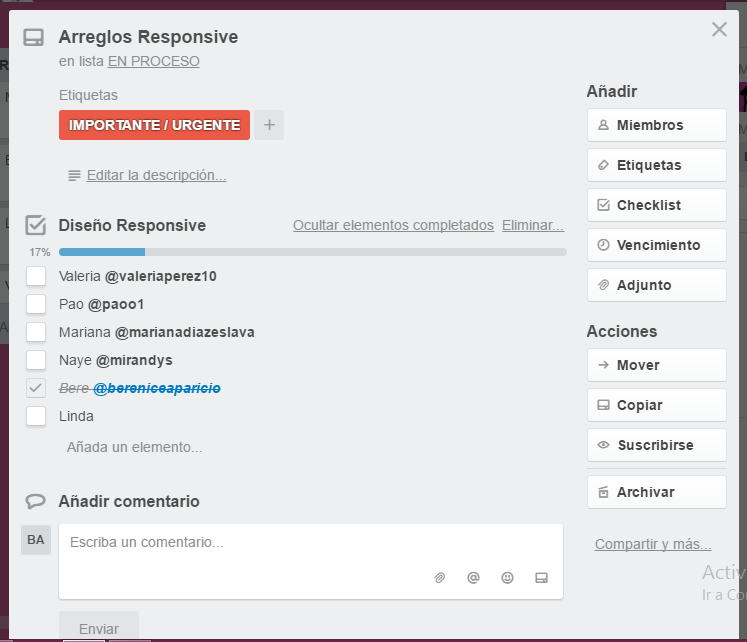 Arreglos Responsive
en lista EN PROCESO
Etiquetas
IMPORTANTE / URGENTE +
Editar la descripción...
Diseño Responsive Ocultar elementos completados Eliminar...
17%
Valeria @valeriaperez10
Pao @paoo1
Mariana @marianadiazeslava
Naye @mirandys
Bere @bereniceaparicio
Linda
Añada un elemento...
Añadir comentario
BA
Escriba un comentario...
Enviar
Añadir
Miembros
Etiquetas
Checklist
Vencimiento
Adjunto
Acciones
Mover
Copiar
Suscribirse
Archivar
Compartir y más...
Activ
Ir a Co